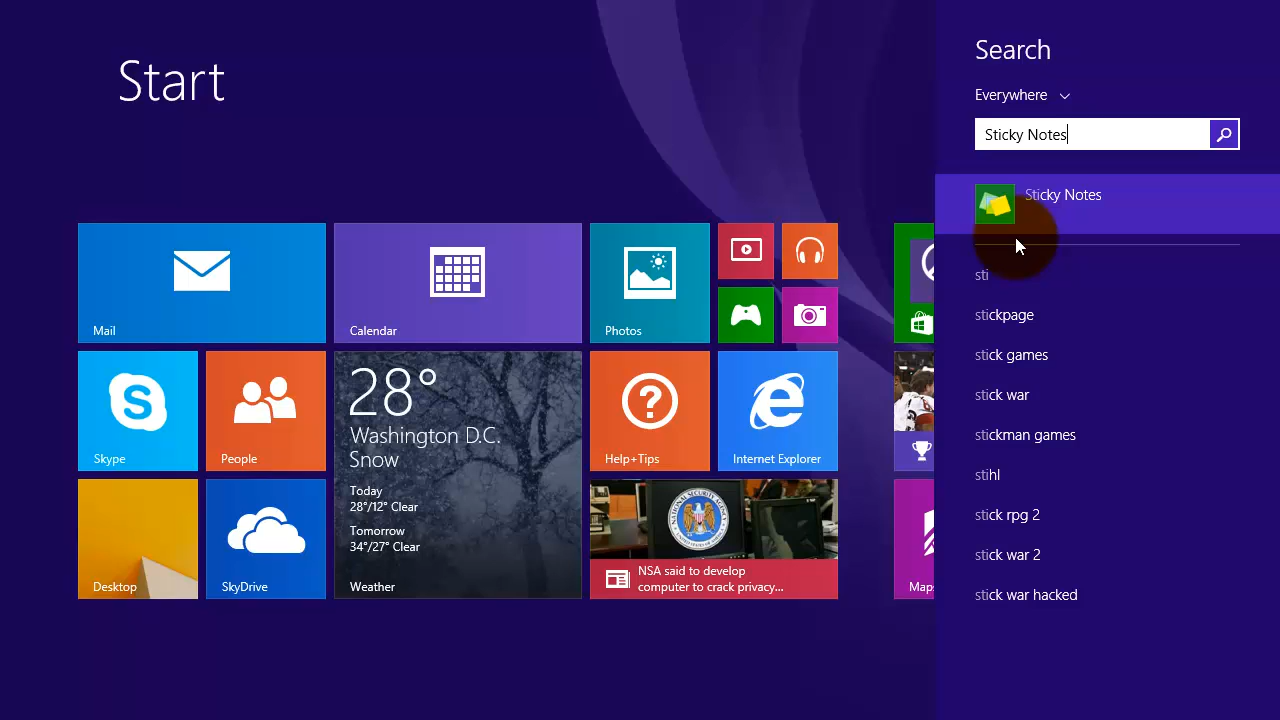 Start
Mail
Calendar
Photos
Skype
People
28°
Washington D.C.
Snow
Today
28°/12° Clear
Tomorrow
34°/27° Clear
Weather
Help+Tips
Internet Explorer
Desktop
SkyDrive
NSA said to develop
computer to crack privacy...
Maps
Search
Everywhere
Sticky Notes
Sticky Notes
sti
stickpage
stick games
stick war
stickman games
stihl
stick rpg 2
stick war 2
stick war hacked